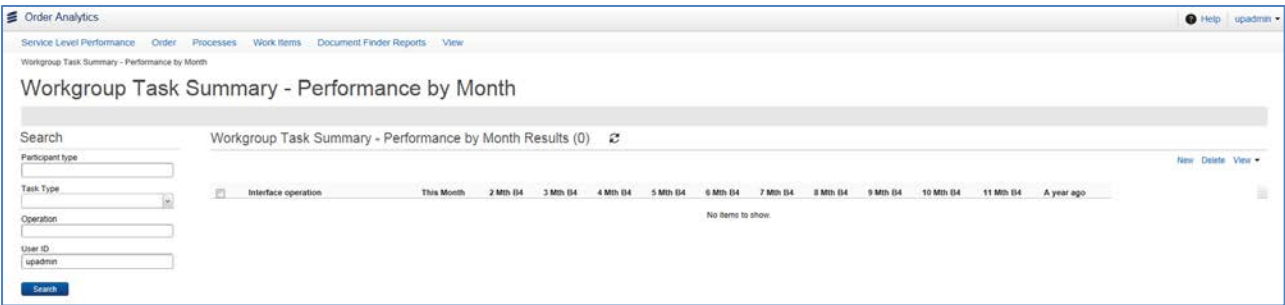 Order Analytics
Help upadmin
Service Level Performance Order Processes Work Items Document Finder Reports View
Workgroup Task Summary - Performance by Month
Workgroup Task Summary - Performance by Month
Search
Workgroup Task Summary - Performance by Month Results (0)
New Delete View
Participant type
Task Type
Interface operation This Month 2 Mth B4 3 Mth B4 4 Mth B4 5 Mth B4 6 Mth B4 7 Mth B4 8 Mth B4 9 Mth B4 10 Mth B4 11 Mth B4 A year ago
No items to show.
Operation
User ID
upadmin
Search